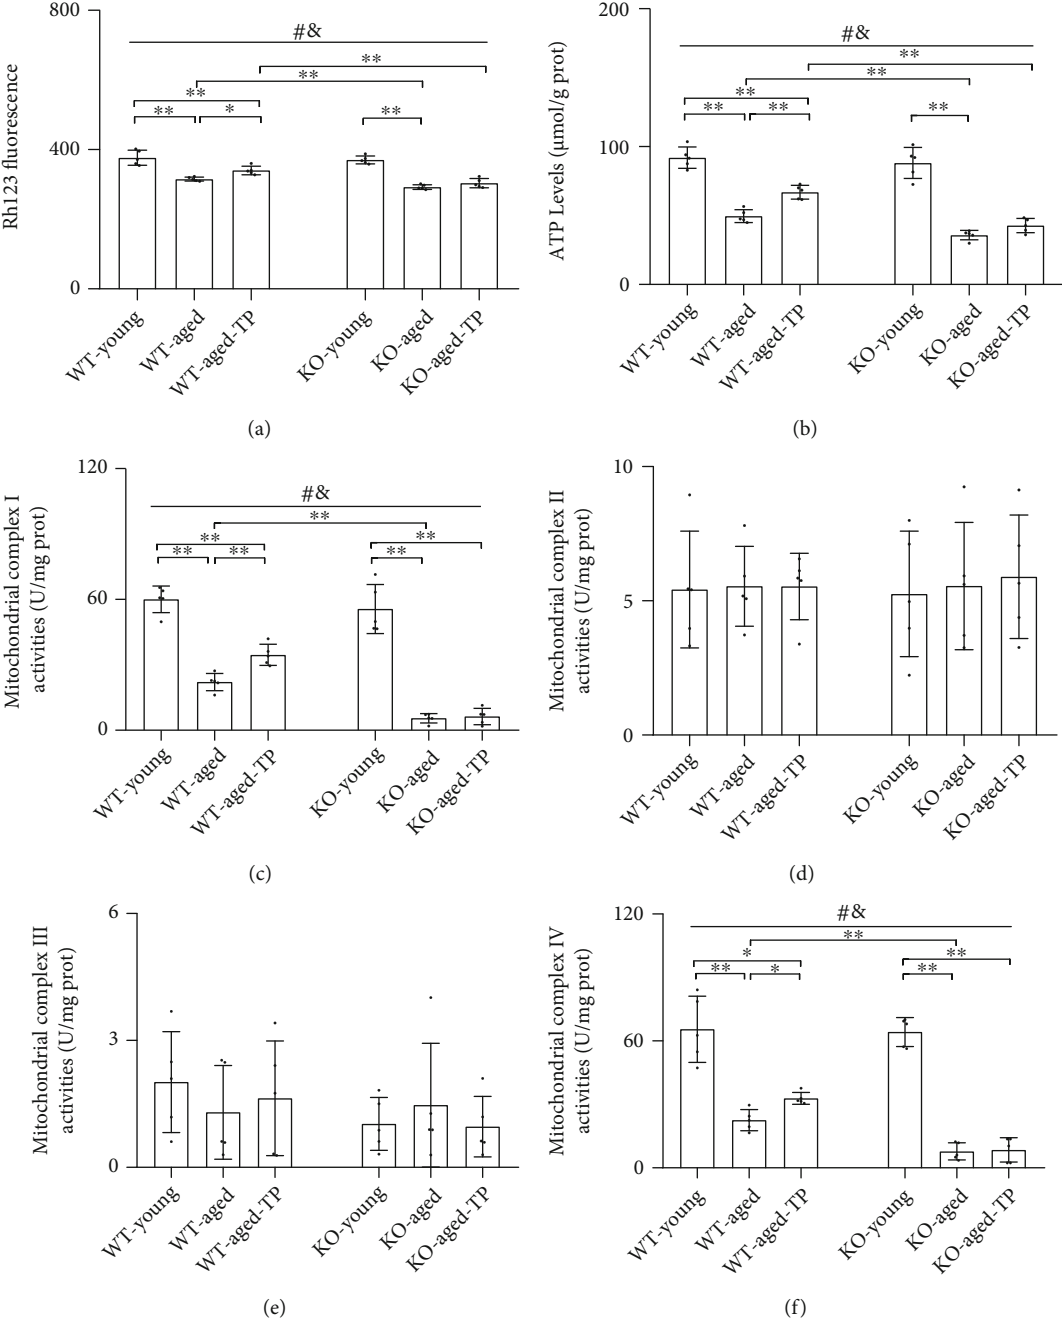 800
400
0
Rh123 fluorescence
#&
**
**
**
**
*
**
WT-young
WT-aged
WT-aged-TP
KO-young
KO-aged
KO-aged-TP
(a)
200
100
0
ATP Levels (μmol/g prot)
#&
**
**
**
**
**
**
WT-young
WT-aged
WT-aged-TP
KO-young
KO-aged
KO-aged-TP
(b)
120
60
0
Mitochondrial complex I
activities (U/mg prot)
#&
**
**
**
**
**
**
WT-young
WT-aged
WT-aged-TP
KO-young
KO-aged
KO-aged-TP
(c)
10
5
0
Mitochondrial complex II
activities (U/mg prot)
WT-young
WT-aged
WT-aged-TP
KO-young
KO-aged
KO-aged-TP
(d)
6
3
0
Mitochondrial complex III
activities (U/mg prot)
WT-young
WT-aged
WT-aged-TP
KO-young
KO-aged
KO-aged-TP
(e)
120
60
0
Mitochondrial complex IV
activities (U/mg prot)
#&
**
*
**
**
*
**
WT-young
WT-aged
WT-aged-TP
KO-young
KO-aged
KO-aged-TP
(f)